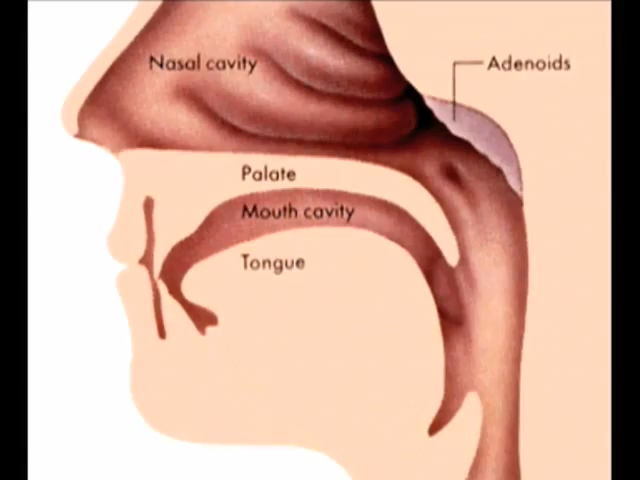 Nasal cavity
Adenoids
Palate
Mouth cavity
Tongue